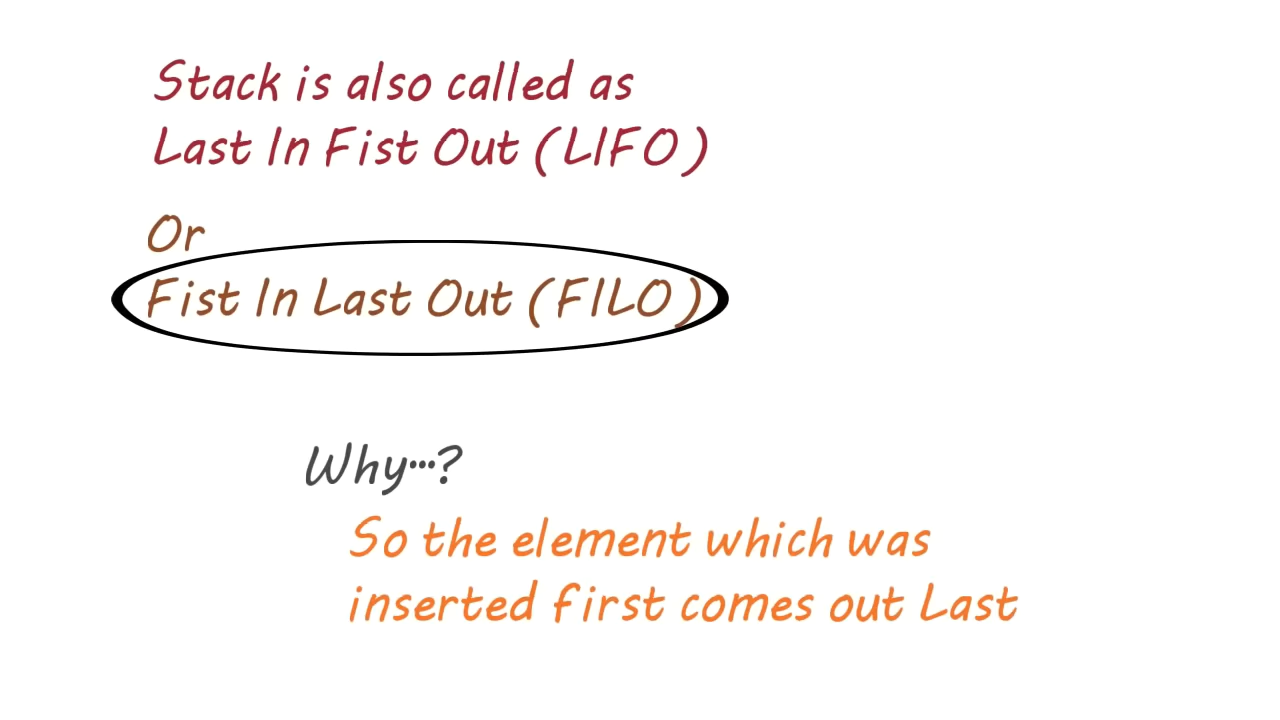 Stack is also called as
Last In Fist Out (LIFO)
Or
Fist In Last Out (FILO)
Why...?
So the element which was
inserted first comes out Last